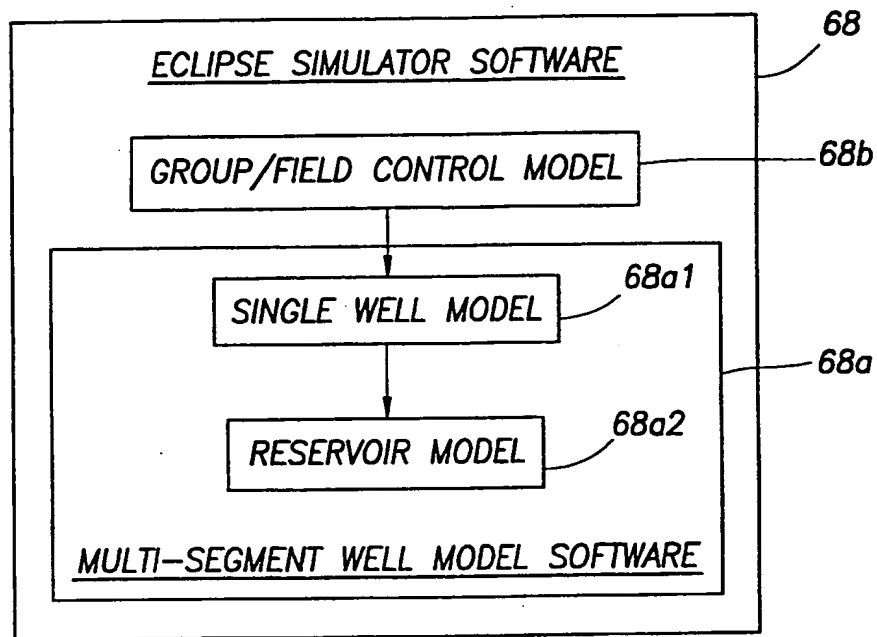 68
ECLIPSE SIMULATOR SOFTWARE
GROUP/FIELD CONTROL MODEL
68b
SINGLE WELL MODEL
68a1
68a
RESERVOIR MODEL
68a2
MULTI-SEGMENT WELL MODEL SOFTWARE